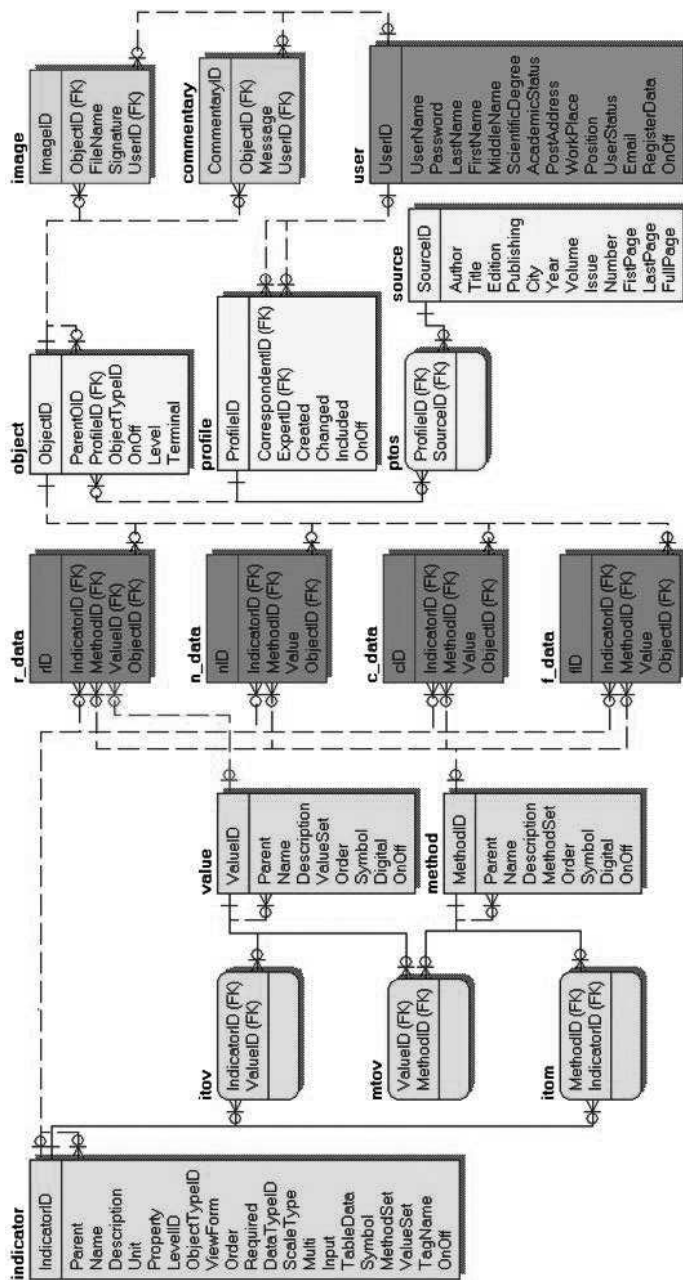 indicator
IndicatorID
Parent
Name
Description
Unit
Property
LevelID
ObjectTypeID
ViewForm
Order
Required
DataTypeID
ScaleType
Multi
Input
TableData
Symbol
MethodSet
ValueSet
TagName
OnOff
itov
IndicatorID (FK)
ValueID (FK)
mtov
ValueID (FK)
MethodID (FK)
itom
MethodID (FK)
IndicatorID (FK)
value
ValueID
Parent
Name
Description
ValueSet
Order
Symbol
Digital
OnOff
method
MethodID
Parent
Name
Description
MethodSet
Order
Symbol
Digital
OnOff
r_data
rID
IndicatorID (FK)
MethodID (FK)
ValueID (FK)
ObjectID (FK)
n_data
nID
IndicatorID (FK)
MethodID (FK)
Value
ObjectID (FK)
c_data
cID
IndicatorID (FK)
MethodID (FK)
Value
ObjectID (FK)
f_data
fID
IndicatorID (FK)
MethodID (FK)
Value
ObjectID (FK)
object
ObjectID
ParentOID
ProfileID (FK)
ObjectTypeID
OnOff
Level
Terminal
profile
ProfileID
CorrespondentID (FK)
ExpertID (FK)
Created
Changed
Included
OnOff
ptos
ProfileID (FK)
SourceID (FK)
source
SourceID
Author
Title
Edition
Publishing
City
Year
Volume
Issue
Number
FistPage
LastPage
FullPage
image
ImageID
ObjectID (FK)
FileName
Signature
UserID (FK)
commentary
CommentaryID
ObjectID (FK)
Message
UserID (FK)
user
UserID
UserName
Password
LastName
FirstName
MiddleName
ScientificDegree
AcademicStatus
PostAddress
WorkPlace
Position
UserStatus
Email
RegisterData
OnOff